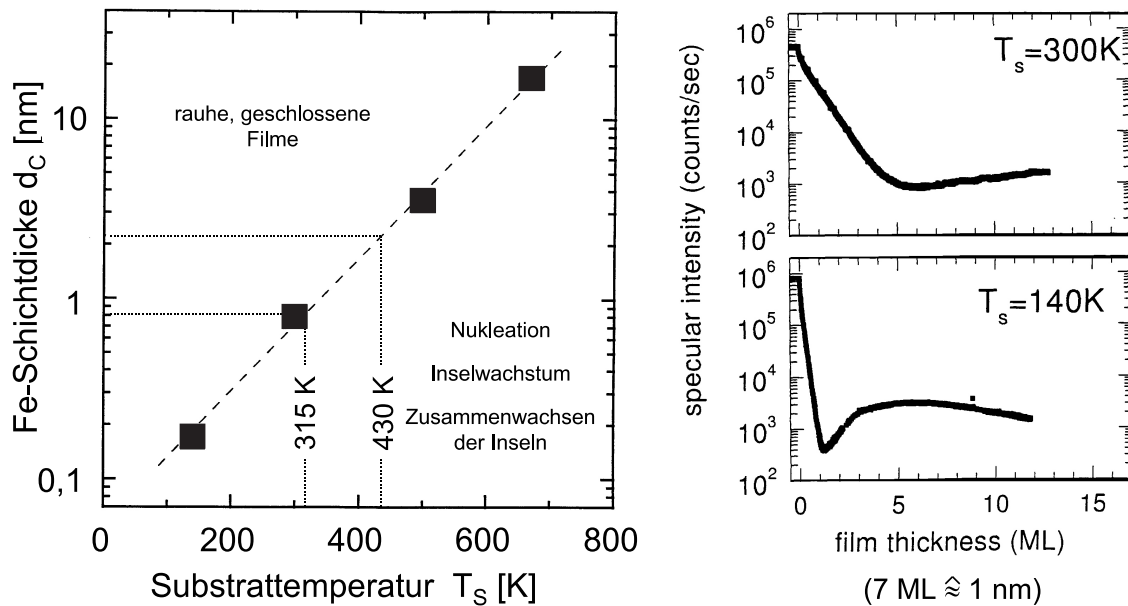 Fe-Schichtdicke d_C [nm]
10
1
0,1
rauhe, geschlossene
Filme
Nukleation
Inselwachstum
Zusammenwachsen
der Inseln
315 K
430 K
0
200
400
600
800
Substrattemperatur T_S [K]
specular intensity (counts/sec)
10^6
10^5
10^4
10^3
10^2
T_s=300K
10^6
10^5
10^4
10^3
10^2
T_s=140K
0
5
10
15
film thickness (ML)
(7 ML ≙ 1 nm)